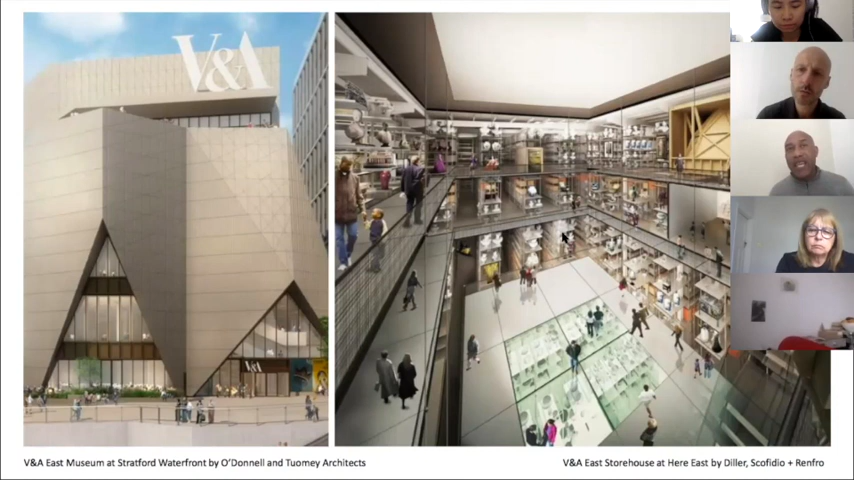 V&A
V&A
V&A East Museum at Stratford Waterfront by O'Donnell and Tuomey Architects
V&A East Storehouse at Here East by Diller, Scofidio + Renfro